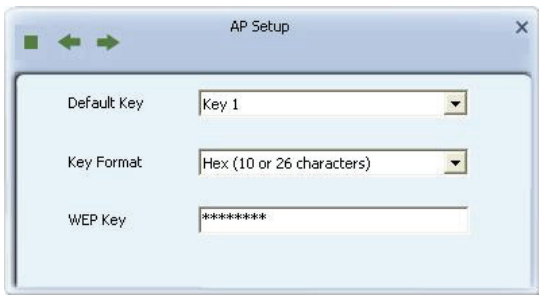 AP Setup
Default Key Key 1
Key Format Hex (10 or 26 characters)
WEP Key ********